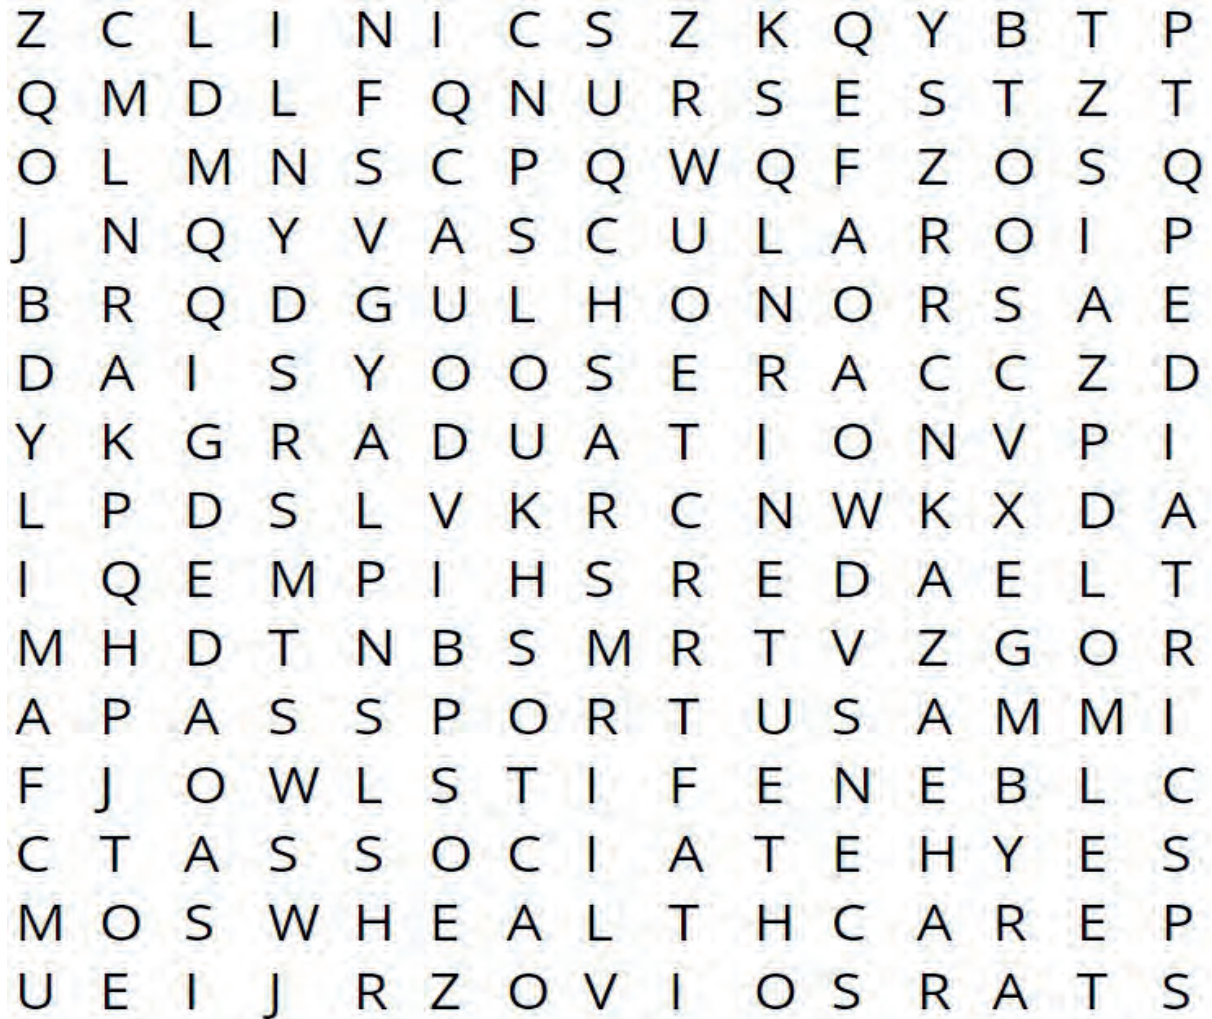 Z C L I N I C S Z K Q Y B T P
Q M D L F Q N U R S E S T Z T
O L M N S C P Q W Q F Z O S Q
J N Q Y V A S C U L A R O I P
B R Q D G U L H O N O R S A E
D A I S Y O O S E R A C C Z D
Y K G R A D U A T I O N V P I
L P D S L V K R C N W K X D A
I Q E M P I H S R E D A E L T
M H D T N B S M R T V Z G O R
A P A S S P O R T U S A M M I
F J O W L S T I F E N E B L C
C T A S S O C I A T E H Y E S
M O S W H E A L T H C A R E P
U E I J R Z O V I O S R A T S